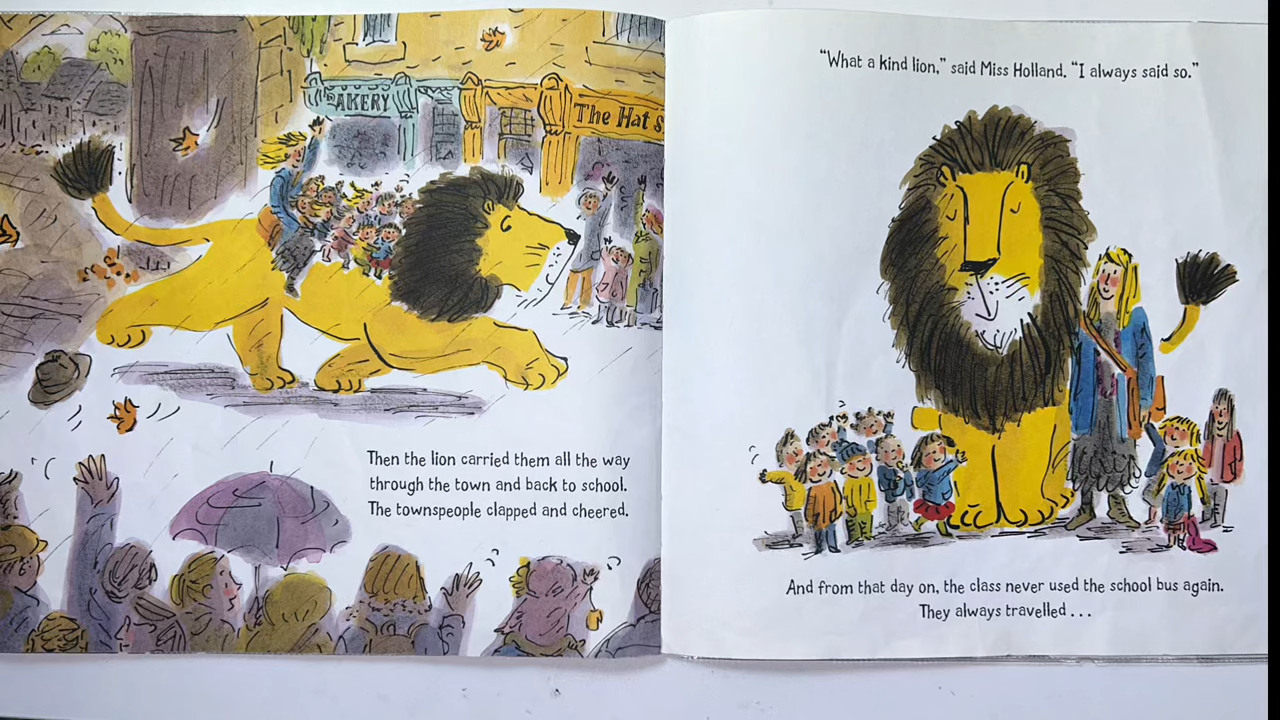 BAKERY
The Hat S
Then the lion carried them all the way
through the town and back to school.
The townspeople clapped and cheered.
“What a kind lion,” said Miss Holland. “I always said so.”
And from that day on, the class never used the school bus again.
They always travelled . . .